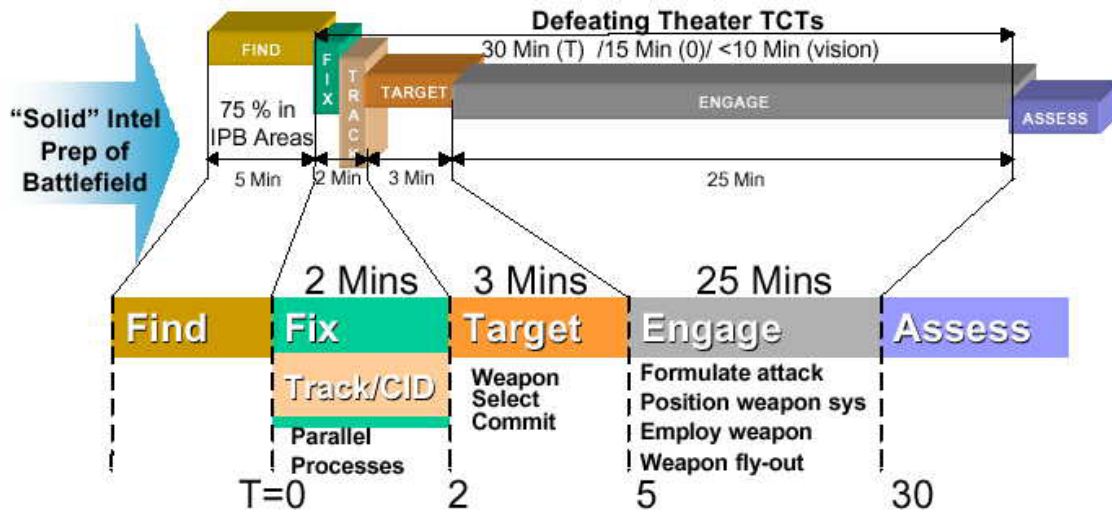 Defeating Theater TCTs
30 Min (T) /15 Min (0)/ <10 Min (vision)
FIND
FIX
TRACK
TARGET
ENGAGE
ASSESS
“Solid” Intel
Prep of
Battlefield
75 % in
IPB Areas
5 Min
2 Min
3 Min
25 Min
2 Mins
3 Mins
25 Mins
Find
Fix
Target
Engage
Assess
Track/CID
Parallel
Processes
Weapon
Select
Commit
Formulate attack
Position weapon sys
Employ weapon
Weapon fly-out
T=0
2
5
30